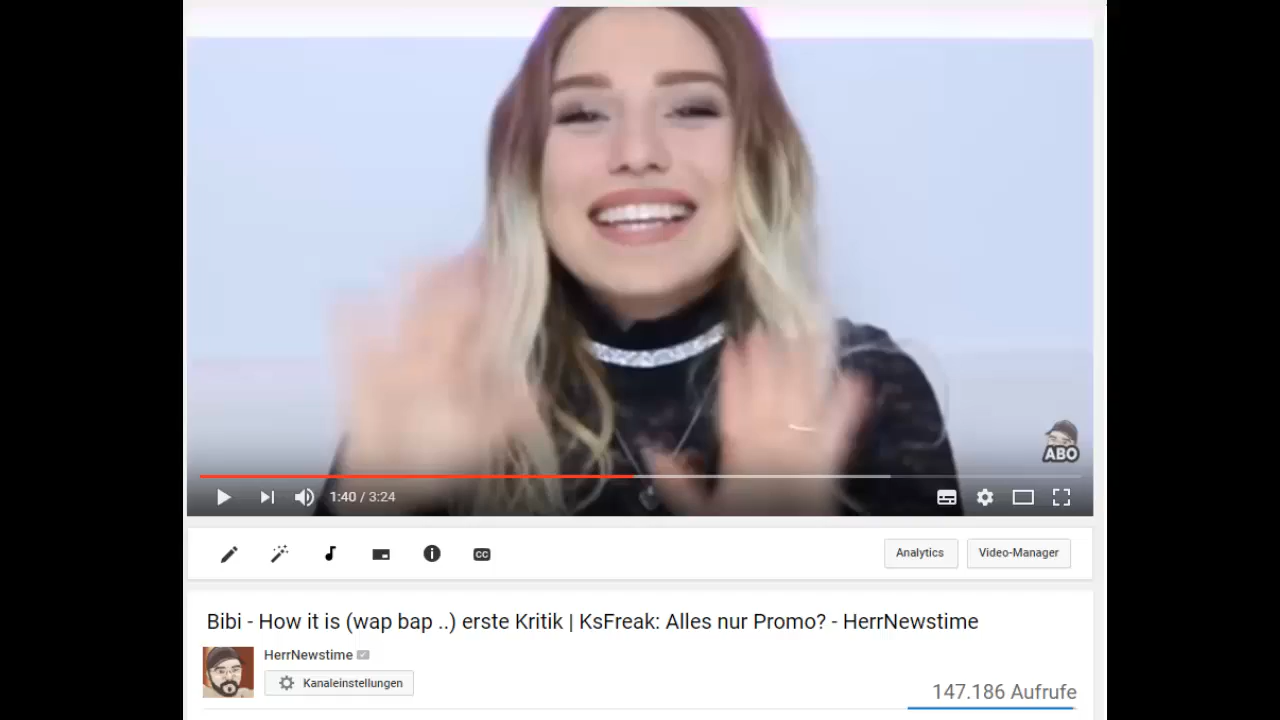 ABO
1:40 / 3:24
CC
Analytics
Video-Manager
Bibi - How it is (wap bap ..) erste Kritik | KsFreak: Alles nur Promo? - HerrNewstime
HerrNewstime
Kanaleinstellungen
147.186 Aufrufe